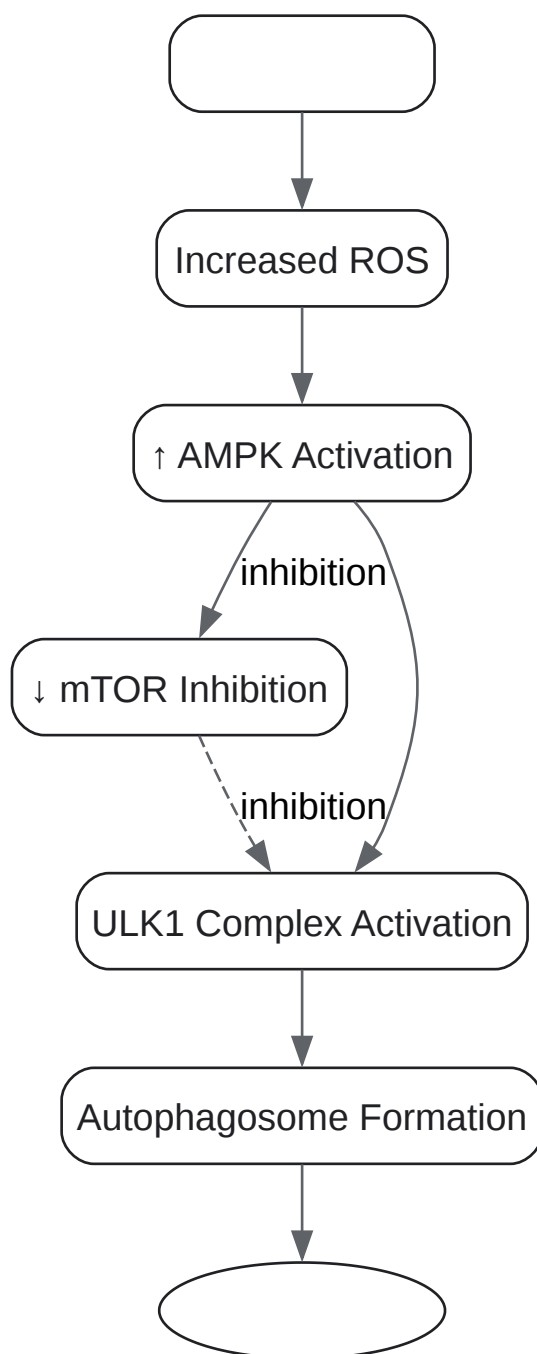 Increased ROS
↑ AMPK Activation
inhibition
↓ mTOR Inhibition
inhibition
ULK1 Complex Activation
Autophagosome Formation